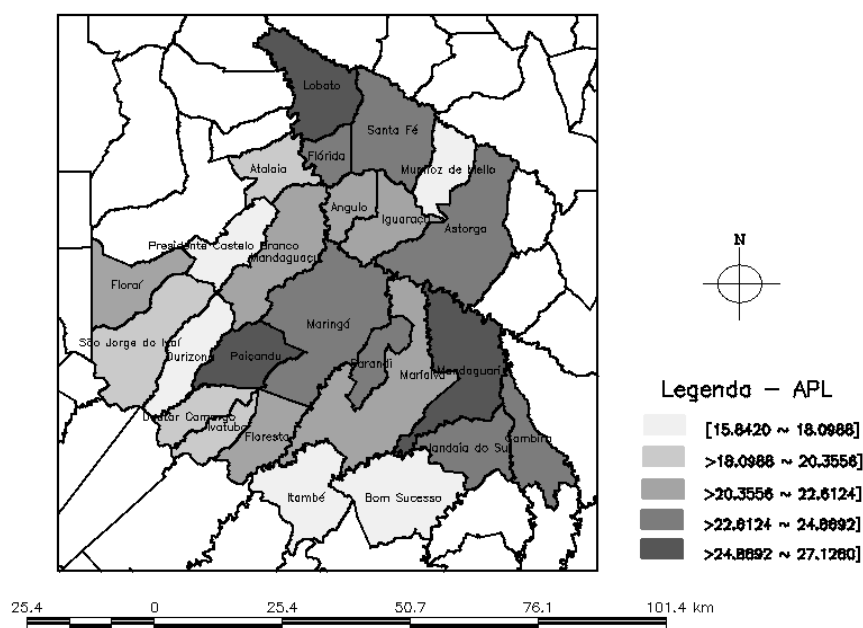 Lobato
Santa Fé
Flórida
Atalaia
Munhoz de Mello
Angulo
Iguaraçu
Astorga
Presidente Castelo Branco
Mandaguaçu
Floraí
Maringá
São Jorge do Ivaí
Ourizona
Paiçandu
Sarandi
Marialva
Mandaguari
Doutor Camargo
Ivatuba
Floresta
Jandaia do Sul
Cambira
Itambé
Bom Sucesso
N
Legenda – APL
[15.8420 ~ 18.0988]
>18.0988 ~ 20.3556]
>20.3556 ~ 22.6124]
>22.6124 ~ 24.8692]
>24.8692 ~ 27.1260]
25.4 0 25.4 50.7 76.1 101.4 km